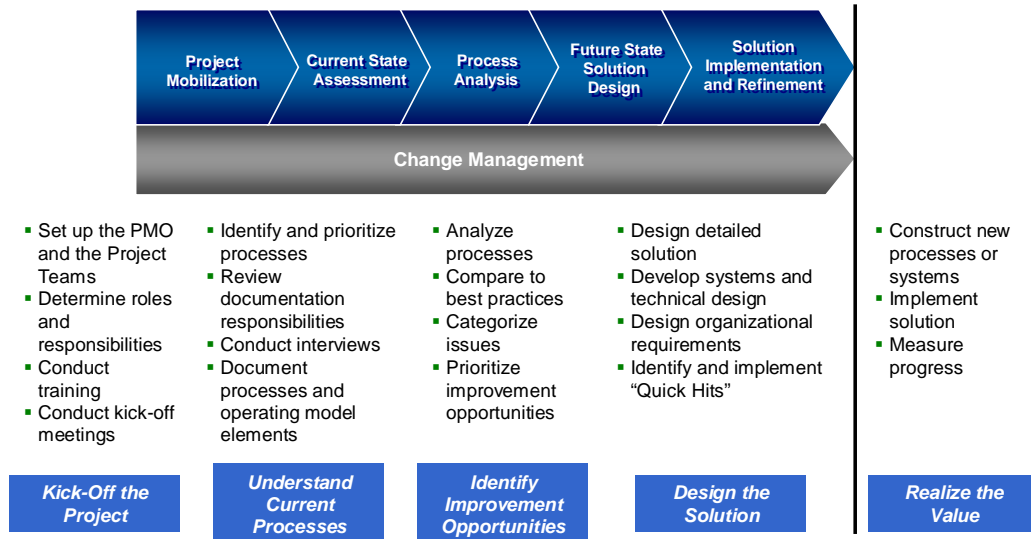 Project
Mobilization
Current State
Assessment
Process
Analysis
Future State
Solution
Design
Solution
Implementation
and Refinement
Change Management
Set up the PMO
and the Project
Teams
Determine roles
and
responsibilities
Conduct
training
Conduct kick-off
meetings
Identify and prioritize
processes
Review
documentation
responsibilities
Conduct interviews
Document
processes and
operating model
elements
Analyze
processes
Compare to
best practices
Categorize
issues
Prioritize
improvement
opportunities
Design detailed
solution
Develop systems and
technical design
Design organizational
requirements
Identify and implement
“Quick Hits”
Construct new
processes or
systems
Implement
solution
Measure
progress
Kick-Off the
Project
Understand
Current
Processes
Identify
Improvement
Opportunities
Design the
Solution
Realize the
Value